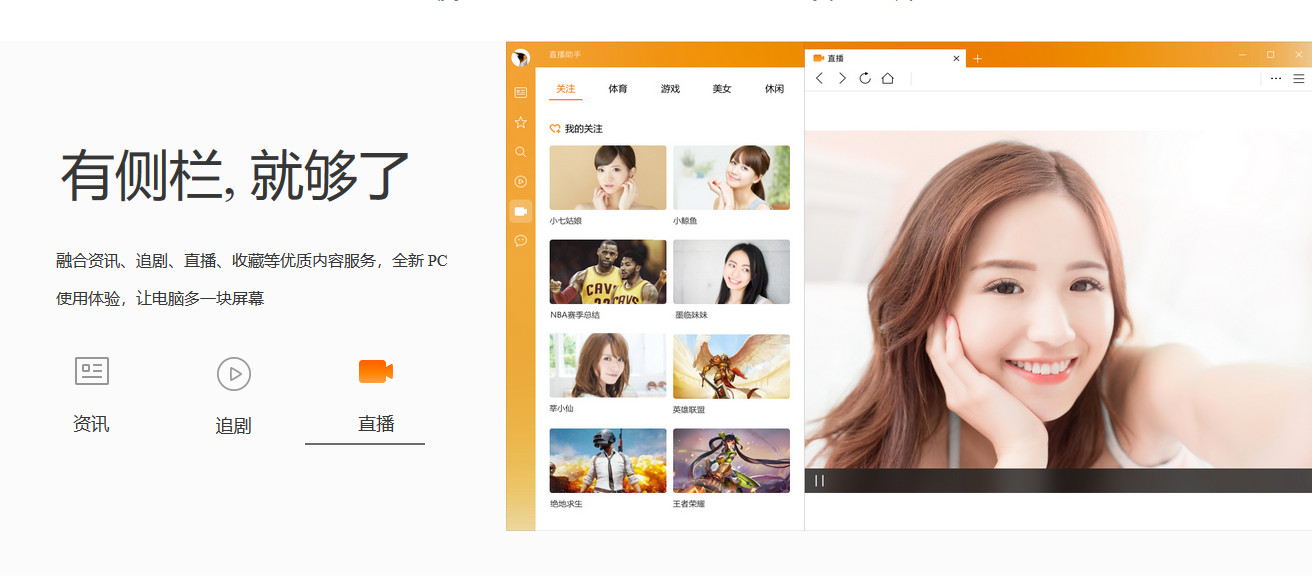 有侧栏, 就够了
融合资讯、追剧、直播、收藏等优质内容服务，全新 PC
使用体验，让电脑多一块屏幕
资讯
追剧
直播
直播助手
关注 体育 游戏 美女 休闲
我的关注
小七姑娘 小鲸鱼
CAV CAVS
NBA赛季总结 墨临妹妹
莘小仙 英雄联盟
绝地求生 王者荣耀
直播